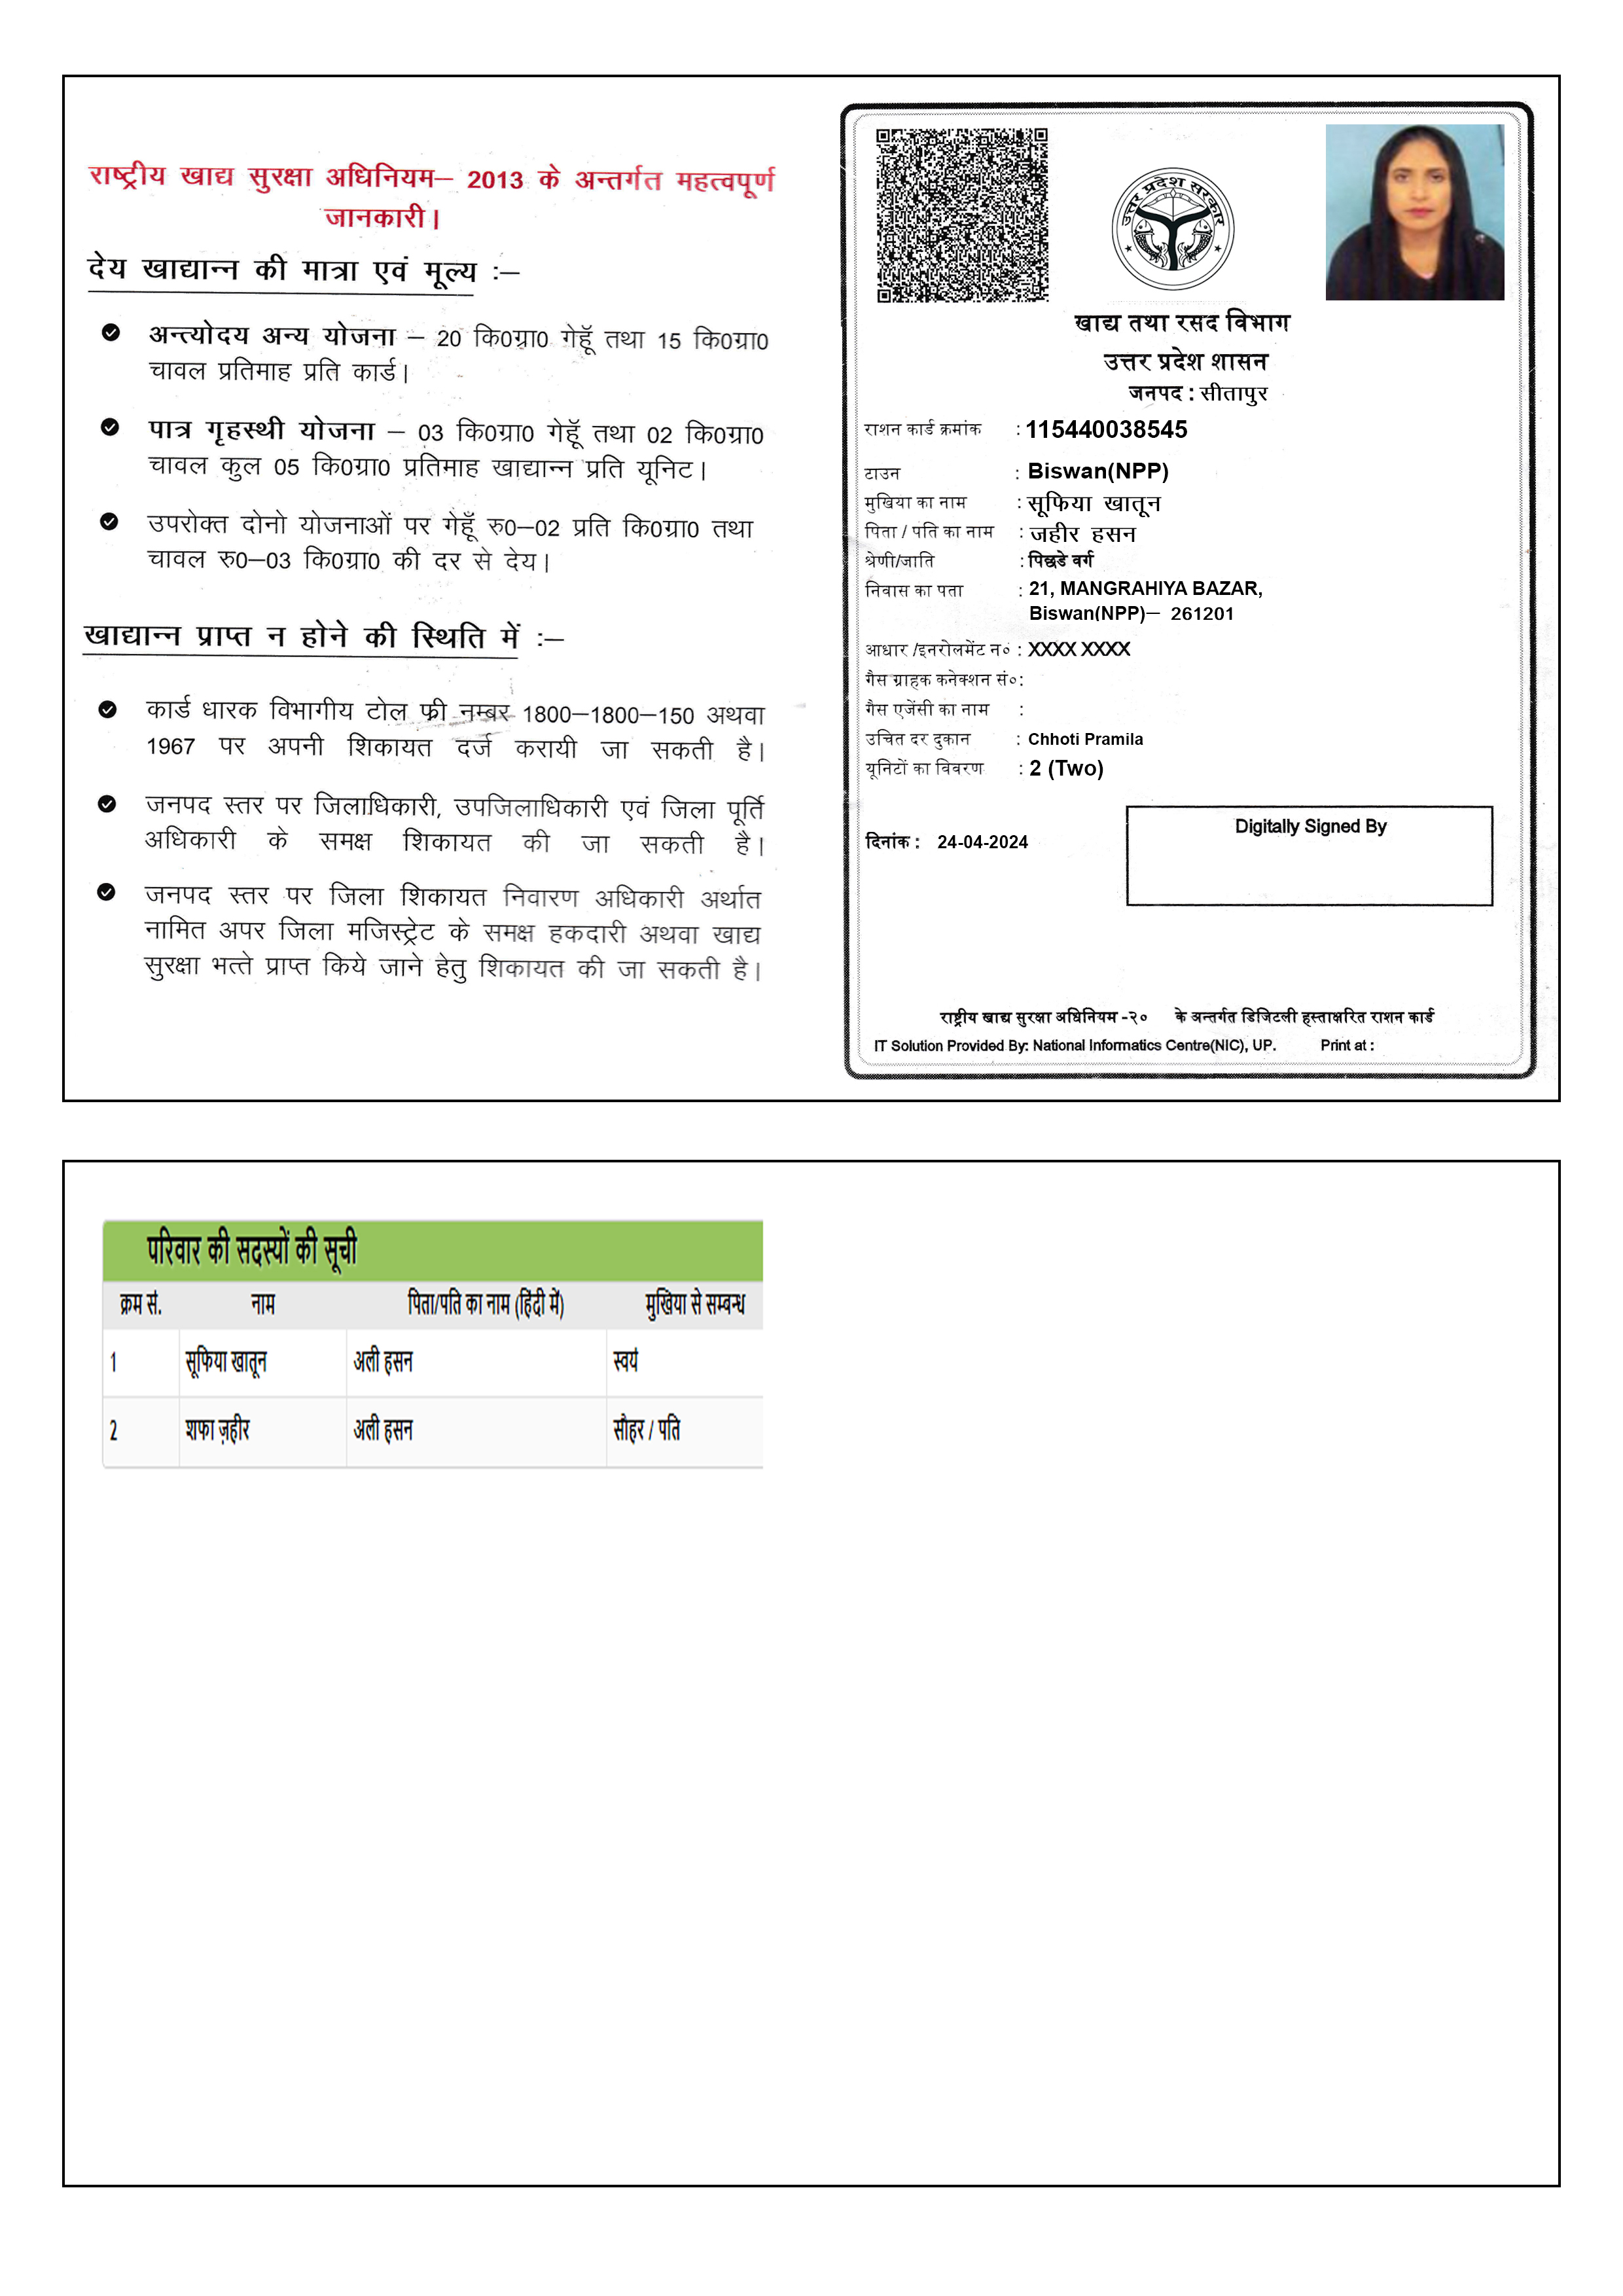 राष्ट्रीय खाद्य सुरक्षा अधिनियम– 2013 के अन्तर्गत महत्वपूर्ण
जानकारी।
देय खाद्यान्न की मात्रा एवं मूल्य :–
अन्त्योदय अन्य योजना – 20 कि0ग्रा0 गेहूँ तथा 15 कि0ग्रा0
चावल प्रतिमाह प्रति कार्ड।
पात्र गृहस्थी योजना – 03 कि0ग्रा0 गेहूँ तथा 02 कि0ग्रा0
चावल कुल 05 कि0ग्रा0 प्रतिमाह खाद्यान्न प्रति यूनिट।
उपरोक्त दोनो योजनाओं पर गेहूँ रु0–02 प्रति कि0ग्रा0 तथा
चावल रु0–03 कि0ग्रा0 की दर से देय।
खाद्यान्न प्राप्त न होने की स्थिति में :–
कार्ड धारक विभागीय टोल फ्री नम्बर 1800–1800–150 अथवा
1967 पर अपनी शिकायत दर्ज करायी जा सकती है।
जनपद स्तर पर जिलाधिकारी, उपजिलाधिकारी एवं जिला पूर्ति
अधिकारी के समक्ष शिकायत की जा सकती है।
जनपद स्तर पर जिला शिकायत निवारण अधिकारी अर्थात
नामित अपर जिला मजिस्ट्रेट के समक्ष हकदारी अथवा खाद्य
सुरक्षा भत्ते प्राप्त किये जाने हेतु शिकायत की जा सकती है।
उत्तर प्रदेश सरकार
खाद्य तथा रसद विभाग
उत्तर प्रदेश शासन
जनपद : सीतापुर
राशन कार्ड क्रमांक : 115440038545
टाउन : Biswan(NPP)
मुखिया का नाम : सूफिया खातून
पिता / पति का नाम : जहीर हसन
श्रेणी/जाति : पिछडे वर्ग
निवास का पता : 21, MANGRAHIYA BAZAR,
Biswan(NPP)– 261201
आधार /इनरोलमेंट न० : XXXX XXXX
गैस ग्राहक कनेक्शन सं०:
गैस एजेंसी का नाम :
उचित दर दुकान : Chhoti Pramila
यूनिटों का विवरण : 2 (Two)
Digitally Signed By
दिनांक : 24-04-2024
राष्ट्रीय खाद्य सुरक्षा अधिनियम -२० के अन्तर्गत डिजिटली हस्ताक्षरित राशन कार्ड
IT Solution Provided By: National Informatics Centre(NIC), UP. Print at :
परिवार की सदस्यों की सूची
क्रम सं. नाम पिता/पति का नाम (हिंदी में) मुखिया से सम्बन्ध
1 सूफिया खातून अली हसन स्वयं
2 शफा ज़हीर अली हसन सौहर / पति